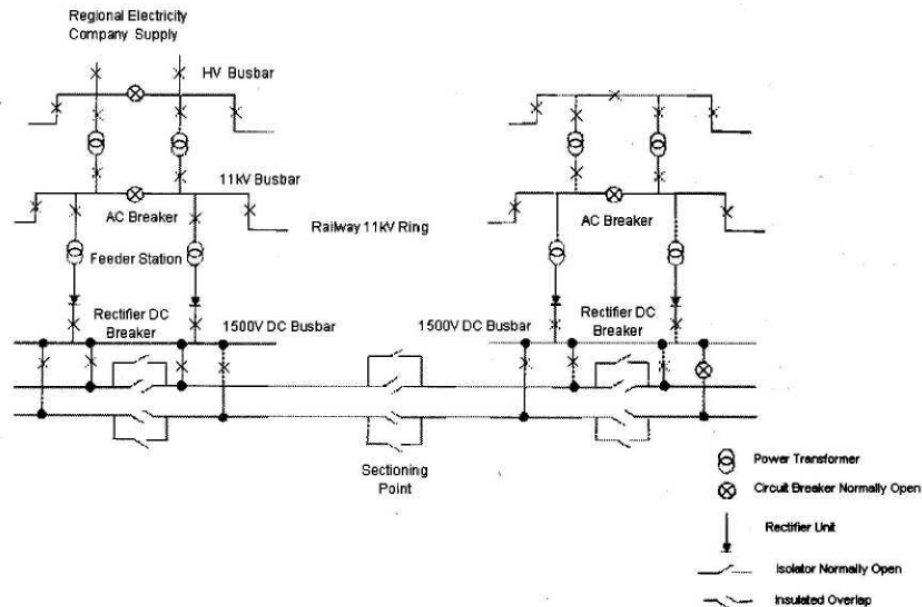 Regional Electricity
Company Supply
HV Busbar
11kV Busbar
AC Breaker
Railway 11kV Ring
AC Breaker
Feeder Station
Rectifier DC
Breaker
1500V DC Busbar
1500V DC Busbar
Rectifier DC
Breaker
Sectioning
Point
Power Transformer
Circuit Breaker Normally Open
Rectifier Unit
Isolator Normally Open
Insulated Overlap